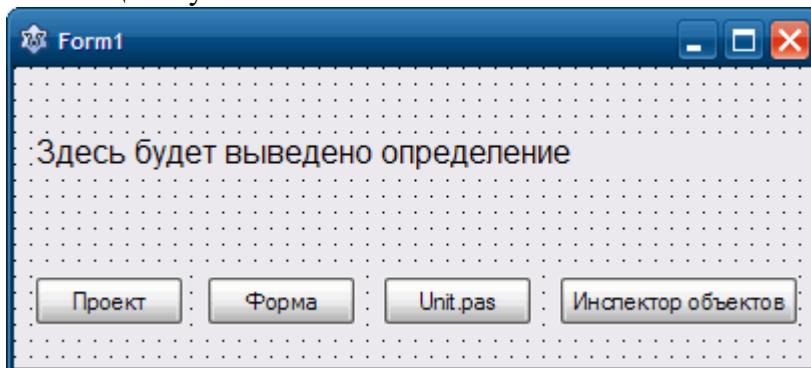 Form1
Здесь будет выведено определение
Проект Форма Unit.pas Инспектор объектов